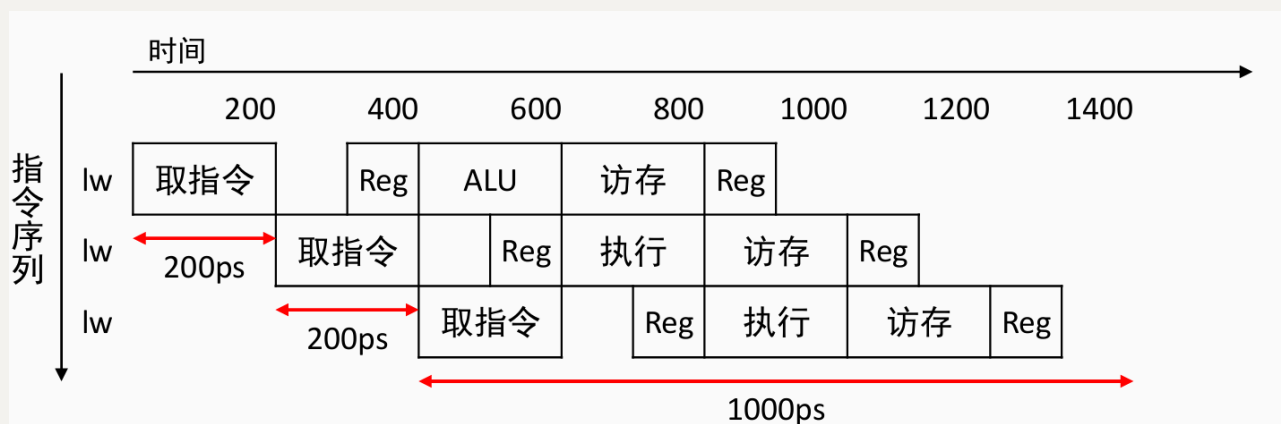 时间
200 400 600 800 1000 1200 1400
指令序列
lw 取指令 Reg ALU 访存 Reg
lw 取指令 Reg 执行 访存 Reg
200ps
lw 取指令 Reg 执行 访存 Reg
200ps
1000ps